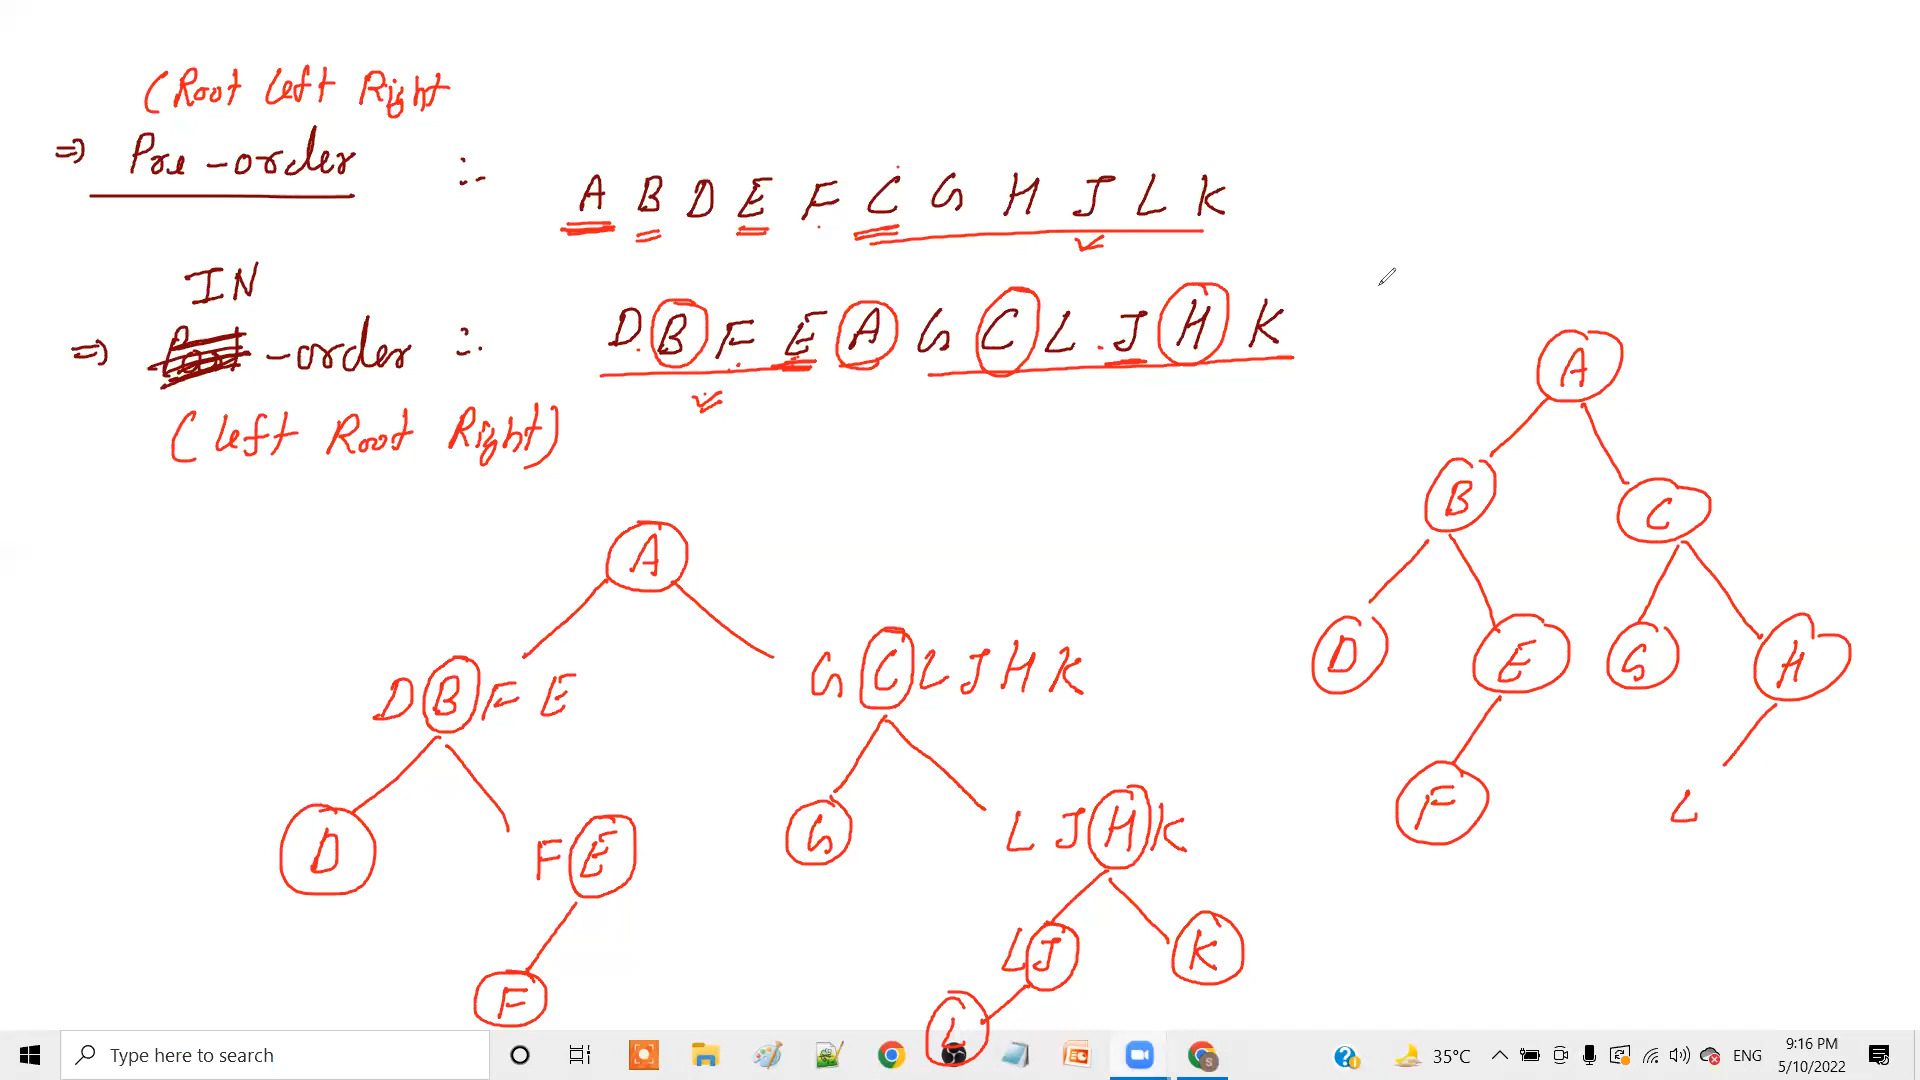 (Root Left Right
⇒ Pre-order :- A B D E F C G H J L K
IN
⇒ -order :- D B F E A G C L J H K
(Left Root Right)
A
B
C
D
E
G
H
F
L
A
D B F E
G C L J H K
D
F E
G
L J H K
F
L J
K
L
Type here to search
35°C
ENG
9:16 PM
5/10/2022